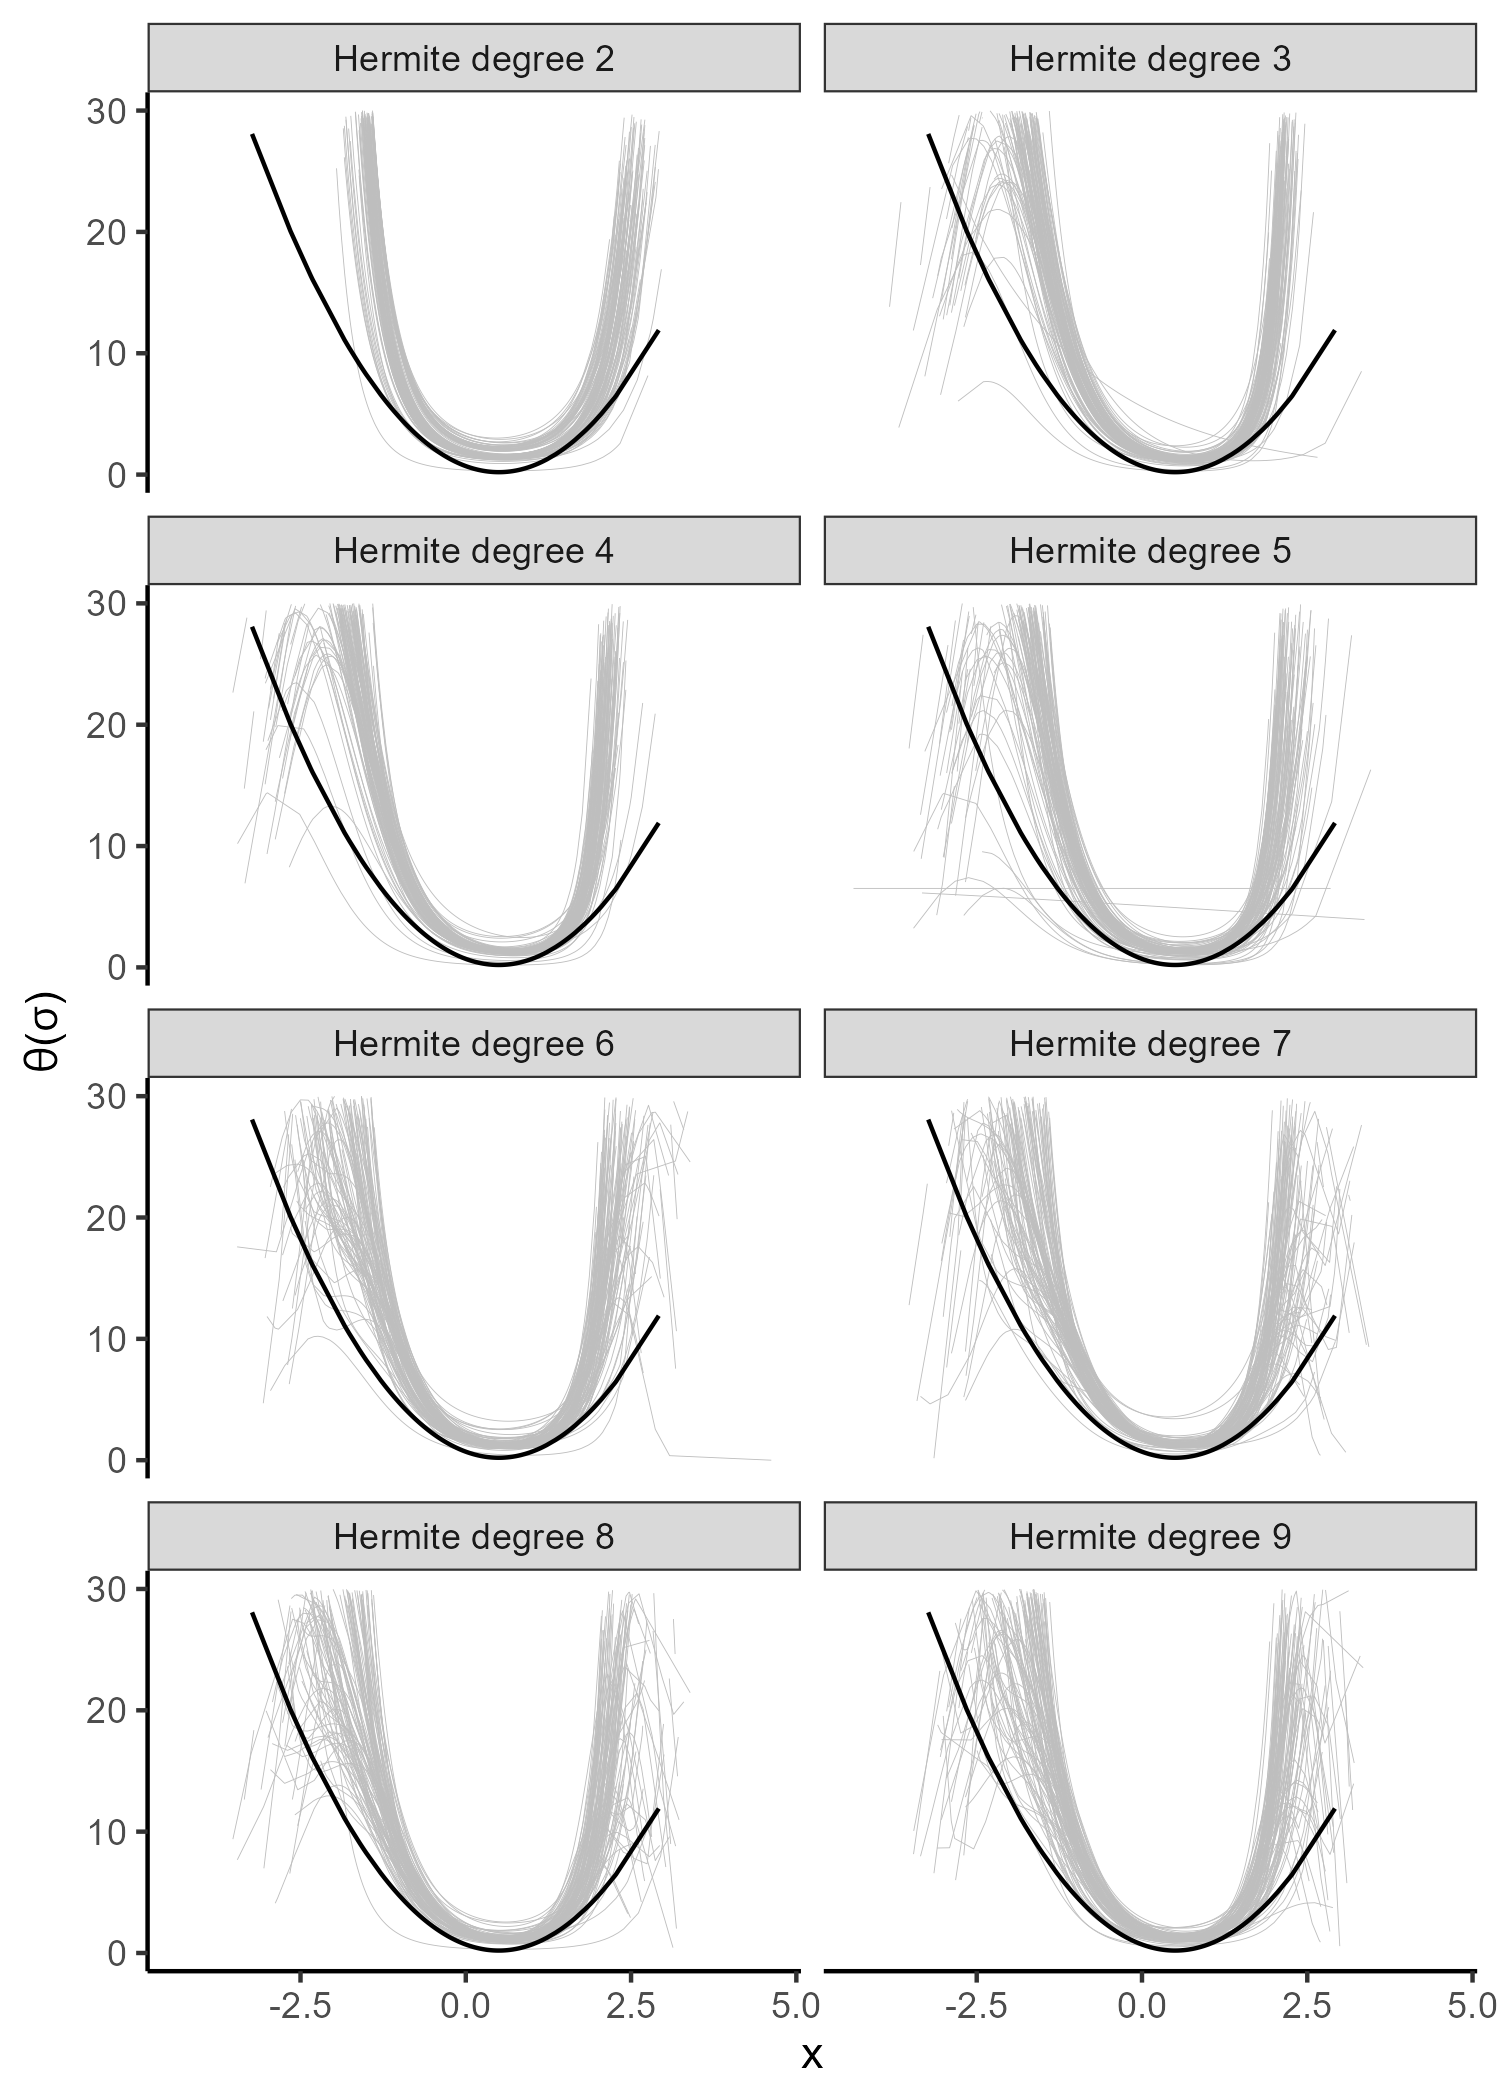 Hermite degree 2
Hermite degree 3
30
20
10
0
Hermite degree 4
Hermite degree 5
30
20
10
0
θ(σ)
Hermite degree 6
Hermite degree 7
30
20
10
0
Hermite degree 8
Hermite degree 9
30
20
10
0
-2.5 0.0 2.5 5.0
-2.5 0.0 2.5 5.0
x